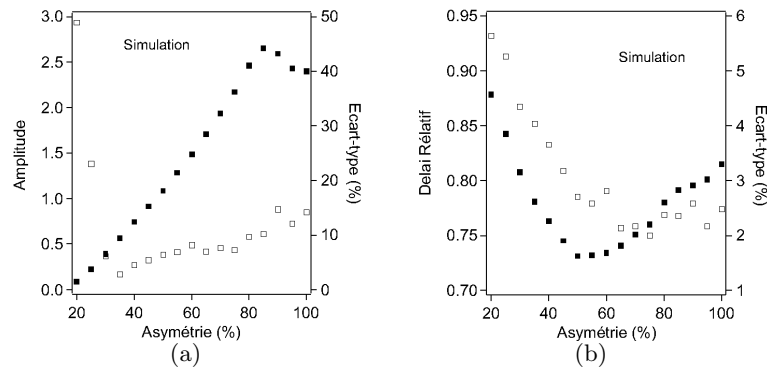 3.0
2.5
2.0
1.5
1.0
0.5
0.0
Amplitude
Simulation
50
40
30
20
10
0
Ecart-type (%)
20 40 60 80 100
Asymétrie (%)
(a)
0.95
0.90
0.85
0.80
0.75
0.70
Delai Rélatif
Simulation
6
5
4
3
2
1
Ecart-type (%)
20 40 60 80 100
Asymétrie (%)
(b)